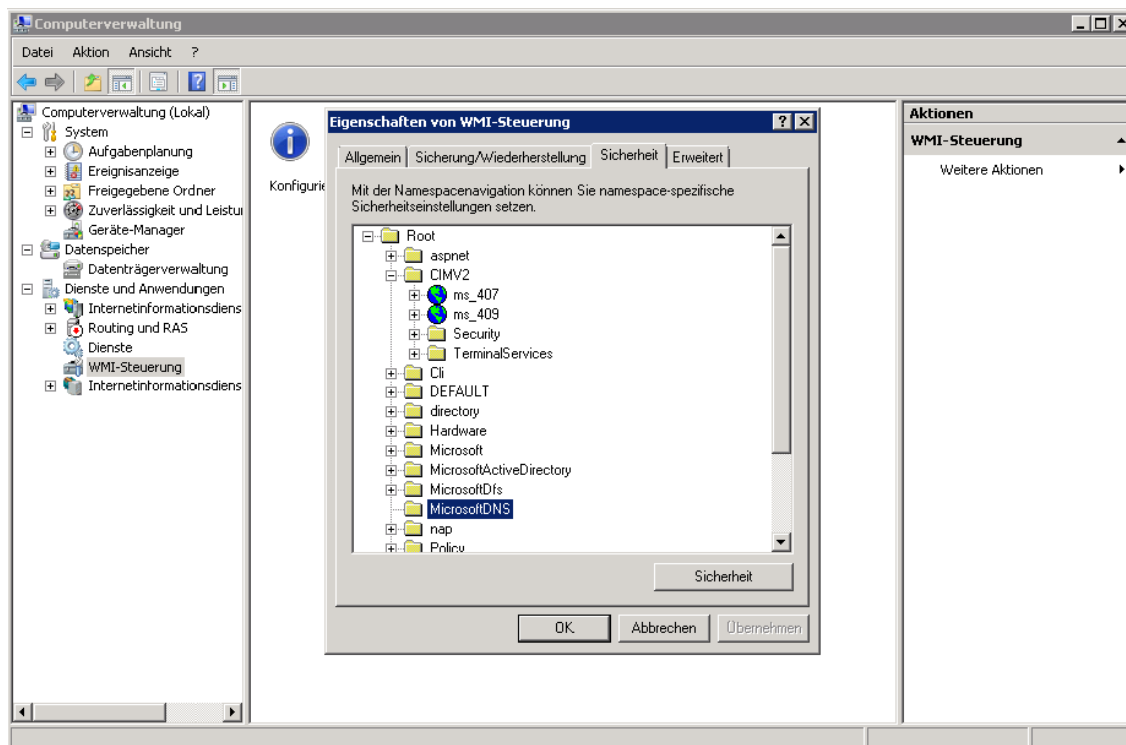 Computerverwaltung
Datei Aktion Ansicht ?
Computerverwaltung (Lokal)
System
Aufgabenplanung
Ereignisanzeige
Freigegebene Ordner
Zuverlässigkeit und Leistu
Geräte-Manager
Datenspeicher
Datenträgerverwaltung
Dienste und Anwendungen
Internetinformationsdiens
Routing und RAS
Dienste
WMI-Steuerung
Internetinformationsdiens
Konfigurie
Eigenschaften von WMI-Steuerung
Allgemein Sicherung/Wiederherstellung Sicherheit Erweitert
Mit der Namespacenavigation können Sie namespace-spezifische
Sicherheitseinstellungen setzen.
Root
aspnet
CIMV2
ms_407
ms_409
Security
TerminalServices
Cli
DEFAULT
directory
Hardware
Microsoft
MicrosoftActiveDirectory
MicrosoftDfs
MicrosoftDNS
nap
Policy
Sicherheit
OK Abbrechen Übernehmen
Aktionen
WMI-Steuerung
Weitere Aktionen